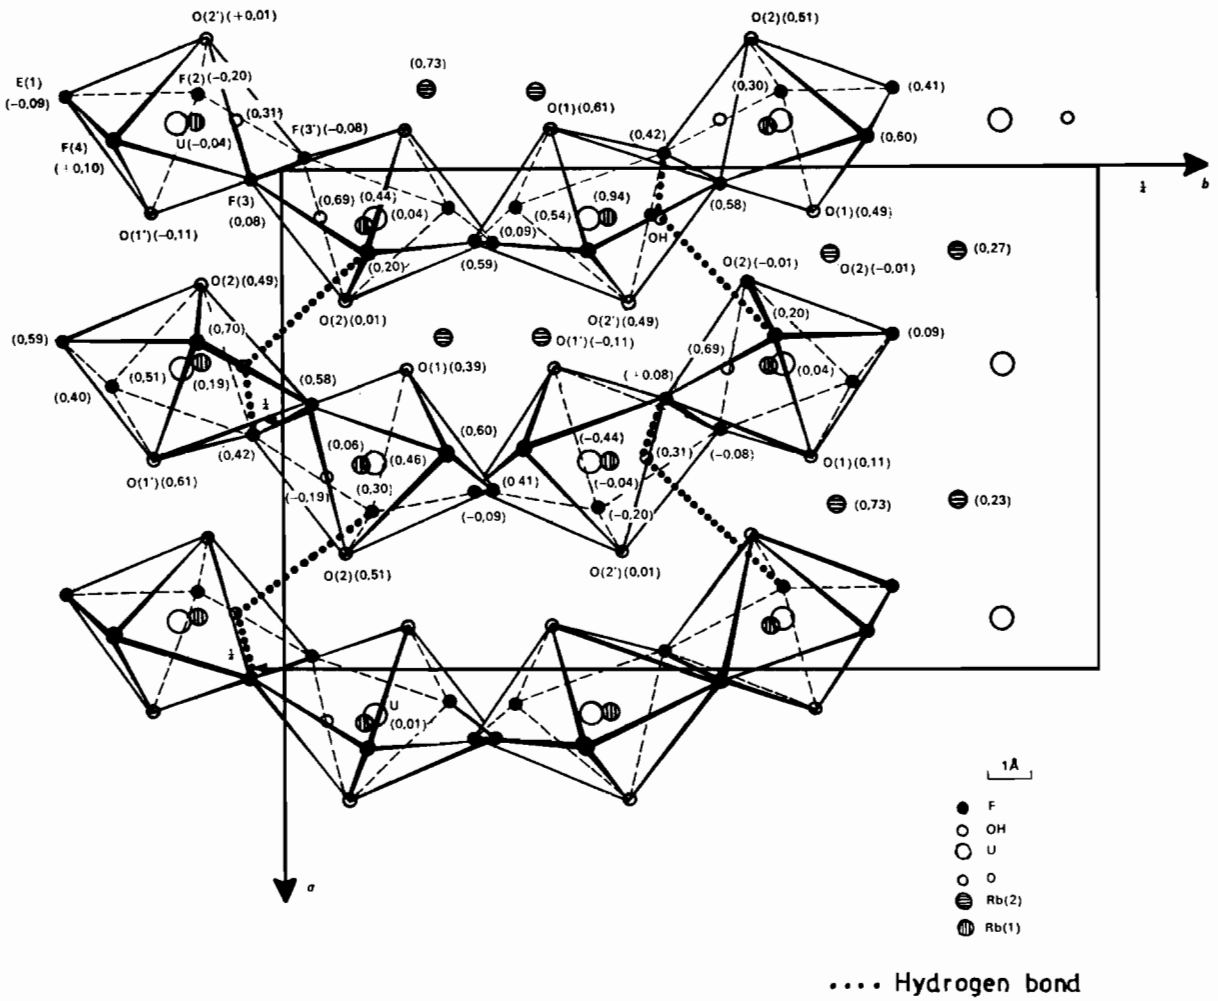 O(2')(+0,01)
O(2)(0,51)
(0,73)
E(1)
(-0,09)
F(2)(-0,20)
(0,30)
(0,41)
O(1)(0,61)
(0,31)
U(-0,04)
F(3')(-0,08)
(0,42)
(0,60)
F(4)
(+0,10)
b
F(3)
(0,08)
(0,69)
(0,44)
(0,04)
(0,94)
(0,54)
(0,58)
O(1)(0,49)
O(1')(-0,11)
(0,09)
OH
(0,20)
(0,59)
O(2)(-0,01)
O(2)(-0,01)
(0,27)
O(2)(0,49)
O(2)(0,01)
O(2')(0,49)
(0,20)
(0,59)
(0,70)
O(1')(-0,11)
(0,09)
(0,69)
O(1)(0,39)
(0,51)
(0,19)
(0,58)
(+0,08)
(0,04)
(0,40)
(0,42)
(0,06)
(0,46)
(0,60)
(-0,44)
(0,31)
(-0,08)
O(1)(0,11)
O(1')(0,61)
(-0,19)
(0,30)
(0,41)
(-0,04)
(-0,09)
(-0,20)
(0,73)
(0,23)
O(2)(0,51)
O(2')(0,01)
U
(0,01)
1Å
F
OH
U
O
a
Rb(2)
Rb(1)
Hydrogen bond